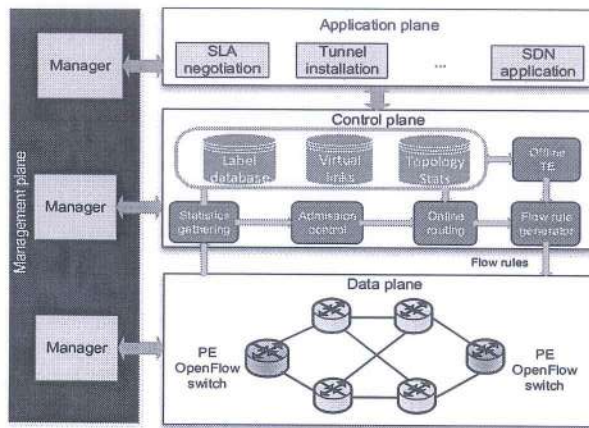 Application plane
SLA
negotiation
Tunnel
installation
...
SDN
application
Manager
Control plane
Label
database
Virtual
links
Topology
Stats
Offline
TE
Manager
Statistics
gathering
Admission
control
Online
routing
Flow rule
generator
Management plane
Flow rules
Data plane
Manager
PE
OpenFlow
switch
PE
OpenFlow
switch